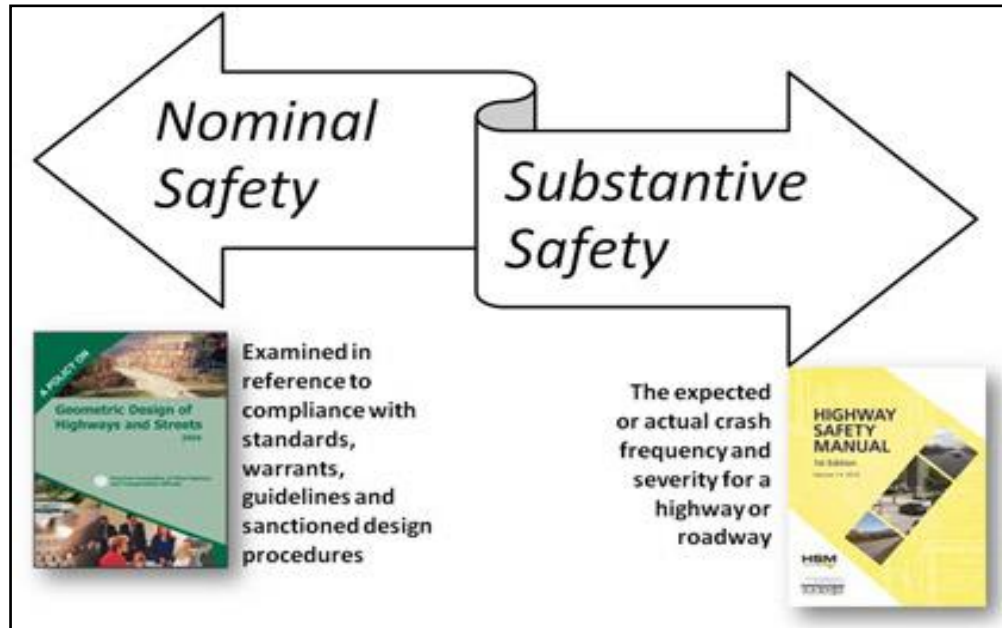 Nominal
Safety
Substantive
Safety
A POLICY ON
Geometric Design of
Highways and Streets
Examined in
reference to
compliance with
standards,
warrants,
guidelines and
sanctioned design
procedures
The expected
or actual crash
frequency and
severity for a
highway or
roadway
HIGHWAY
SAFETY
MANUAL
1st Edition
HSM